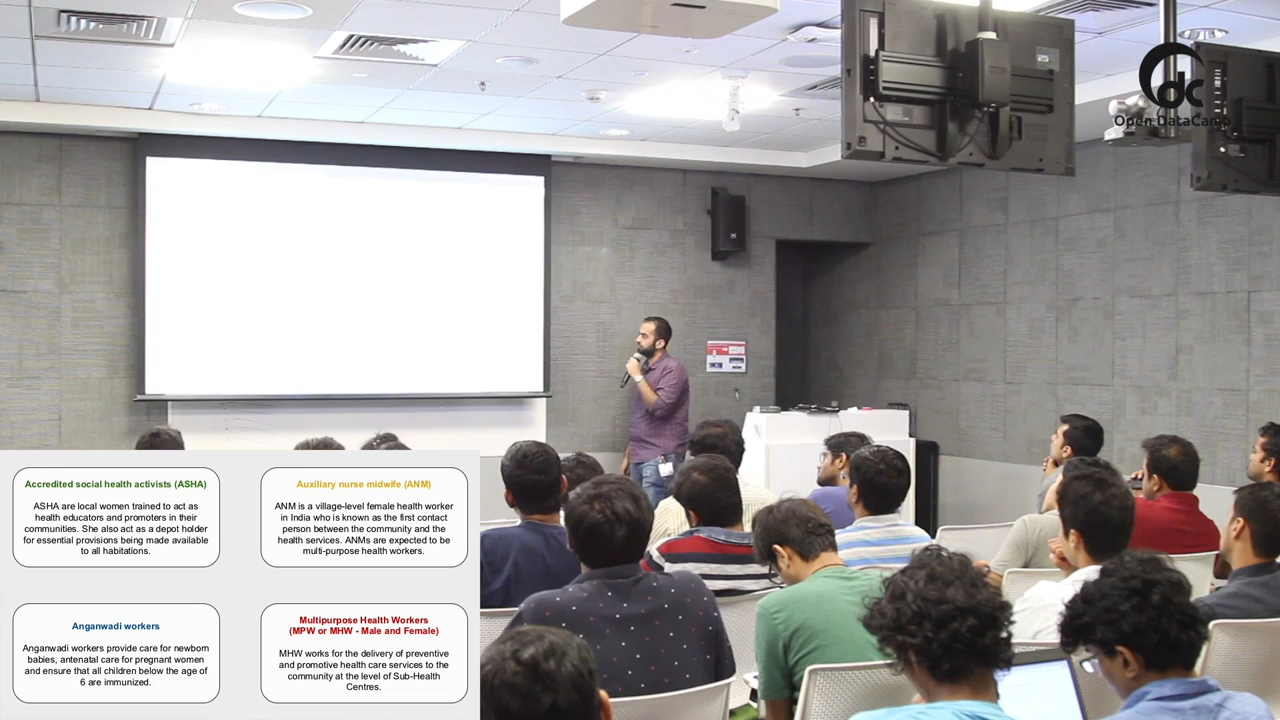 dc
Open DataCamp
Accredited social health activists (ASHA)
ASHA are local women trained to act as
health educators and promoters in their
communities. She also act as a depot holder
for essential provisions being made available
to all habitations.
Auxiliary nurse midwife (ANM)
ANM is a village-level female health worker
in India who is known as the first contact
person between the community and the
health services. ANMs are expected to be
multi-purpose health workers.
Anganwadi workers
Anganwadi workers provide care for newborn
babies, antenatal care for pregnant women
and ensure that all children below the age of
6 are immunized.
Multipurpose Health Workers
(MPW or MHW - Male and Female)
MHW works for the delivery of preventive
and promotive health care services to the
community at the level of Sub-Health
Centres.